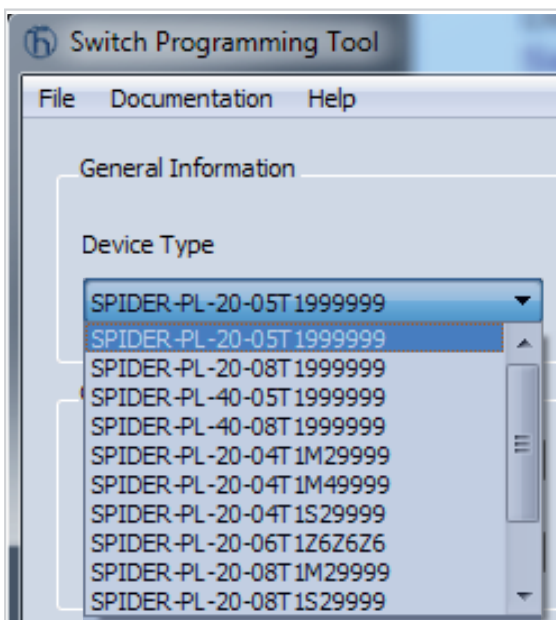 Switch Programming Tool
File Documentation Help
General Information
Device Type
SPIDER-PL-20-05T1999999
SPIDER-PL-20-05T1999999
SPIDER-PL-20-08T1999999
SPIDER-PL-40-05T1999999
SPIDER-PL-40-08T1999999
SPIDER-PL-20-04T1M29999
SPIDER-PL-20-04T1M49999
SPIDER-PL-20-04T1S29999
SPIDER-PL-20-06T1Z6Z6Z6
SPIDER-PL-20-08T1M29999
SPIDER-PL-20-08T1S29999